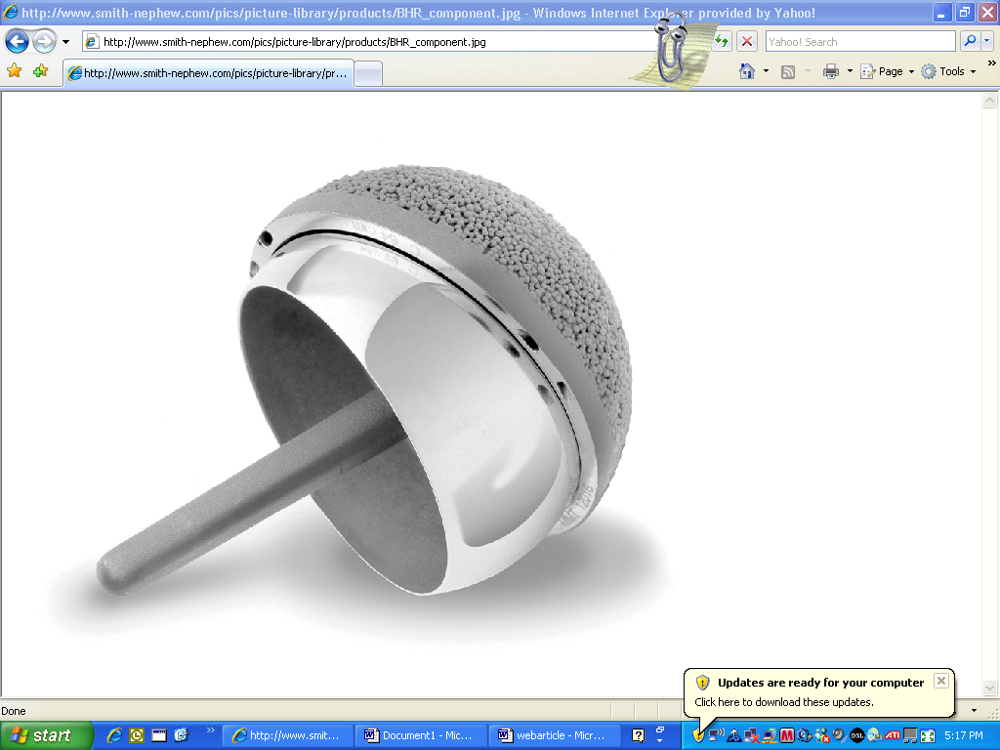 http://www.smith-nephew.com/pics/picture-library/products/BHR_component.jpg - Windows Internet Explorer provided by Yahoo!
http://www.smith-nephew.com/pics/picture-library/products/BHR_component.jpg
Yahoo! Search
http://www.smith-nephew.com/pics/picture-library/pr...
Page
Tools
Updates are ready for your computer
Click here to download these updates.
Done
start
http://www.smit...
Document1 - Micr...
webarticle - Micr...
DSL
ATI
5:17 PM